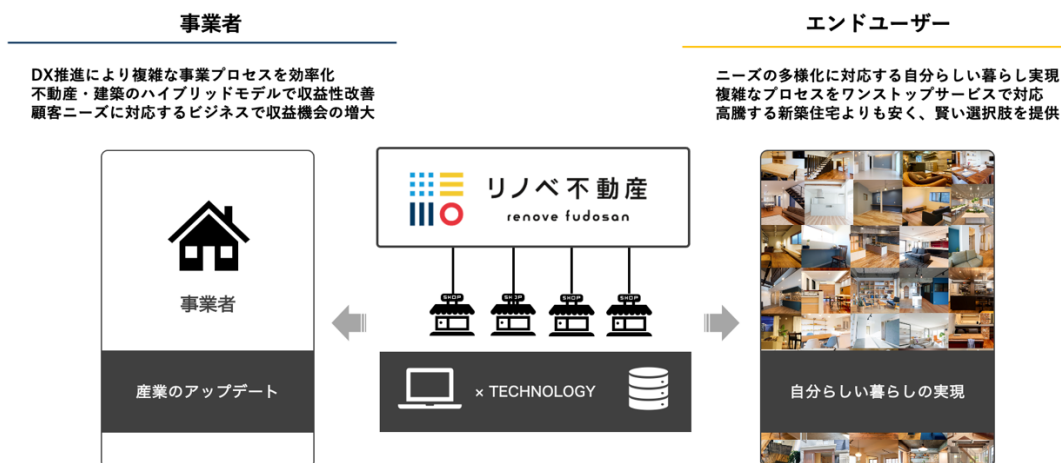 事業者
DX推進により複雑な事業プロセスを効率化
不動産・建築のハイブリッドモデルで収益性改善
顧客ニーズに対応するビジネスで収益機会の増大
エンドユーザー
ニーズの多様化に対応する自分らしい暮らし実現
複雑なプロセスをワンストップサービスで対応
高騰する新築住宅よりも安く、賢い選択肢を提供
リノベ不動産
renove fudosan
SHOP
SHOP
SHOP
SHOP
事業者
産業のアップデート
× TECHNOLOGY
自分らしい暮らしの実現